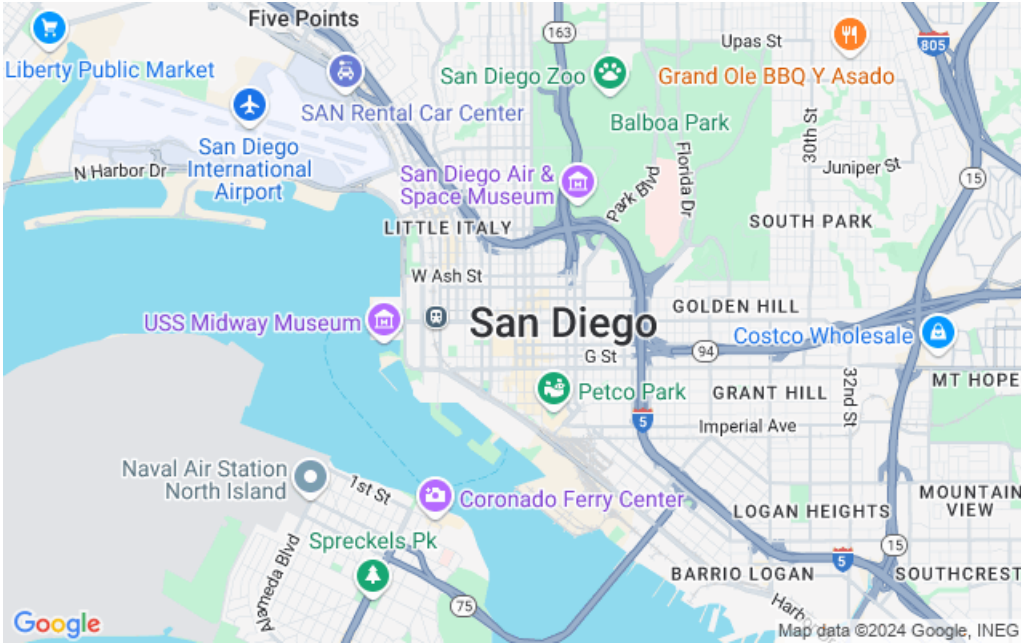 Five Points
163
Upas St
805
Liberty Public Market
San Diego Zoo
Grand Ole BBQ Y Asado
SAN Rental Car Center
Balboa Park
30th St
San Diego
International
Airport
N Harbor Dr
San Diego Air &
Space Museum
Park Blvd
Florida Dr
Juniper St
15
LITTLE ITALY
SOUTH PARK
W Ash St
GOLDEN HILL
USS Midway Museum
San Diego
Costco Wholesale
G St
94
32nd St
MT HOPE
Petco Park
GRANT HILL
5
Imperial Ave
Naval Air Station
North Island
1st St
Coronado Ferry Center
LOGAN HEIGHTS
MOUNTAIN
VIEW
Alameda Blvd
Spreckels Pk
15
5
BARRIO LOGAN
SOUTHCREST
75
Harbo
Google
Map data ©2024 Google, INEG